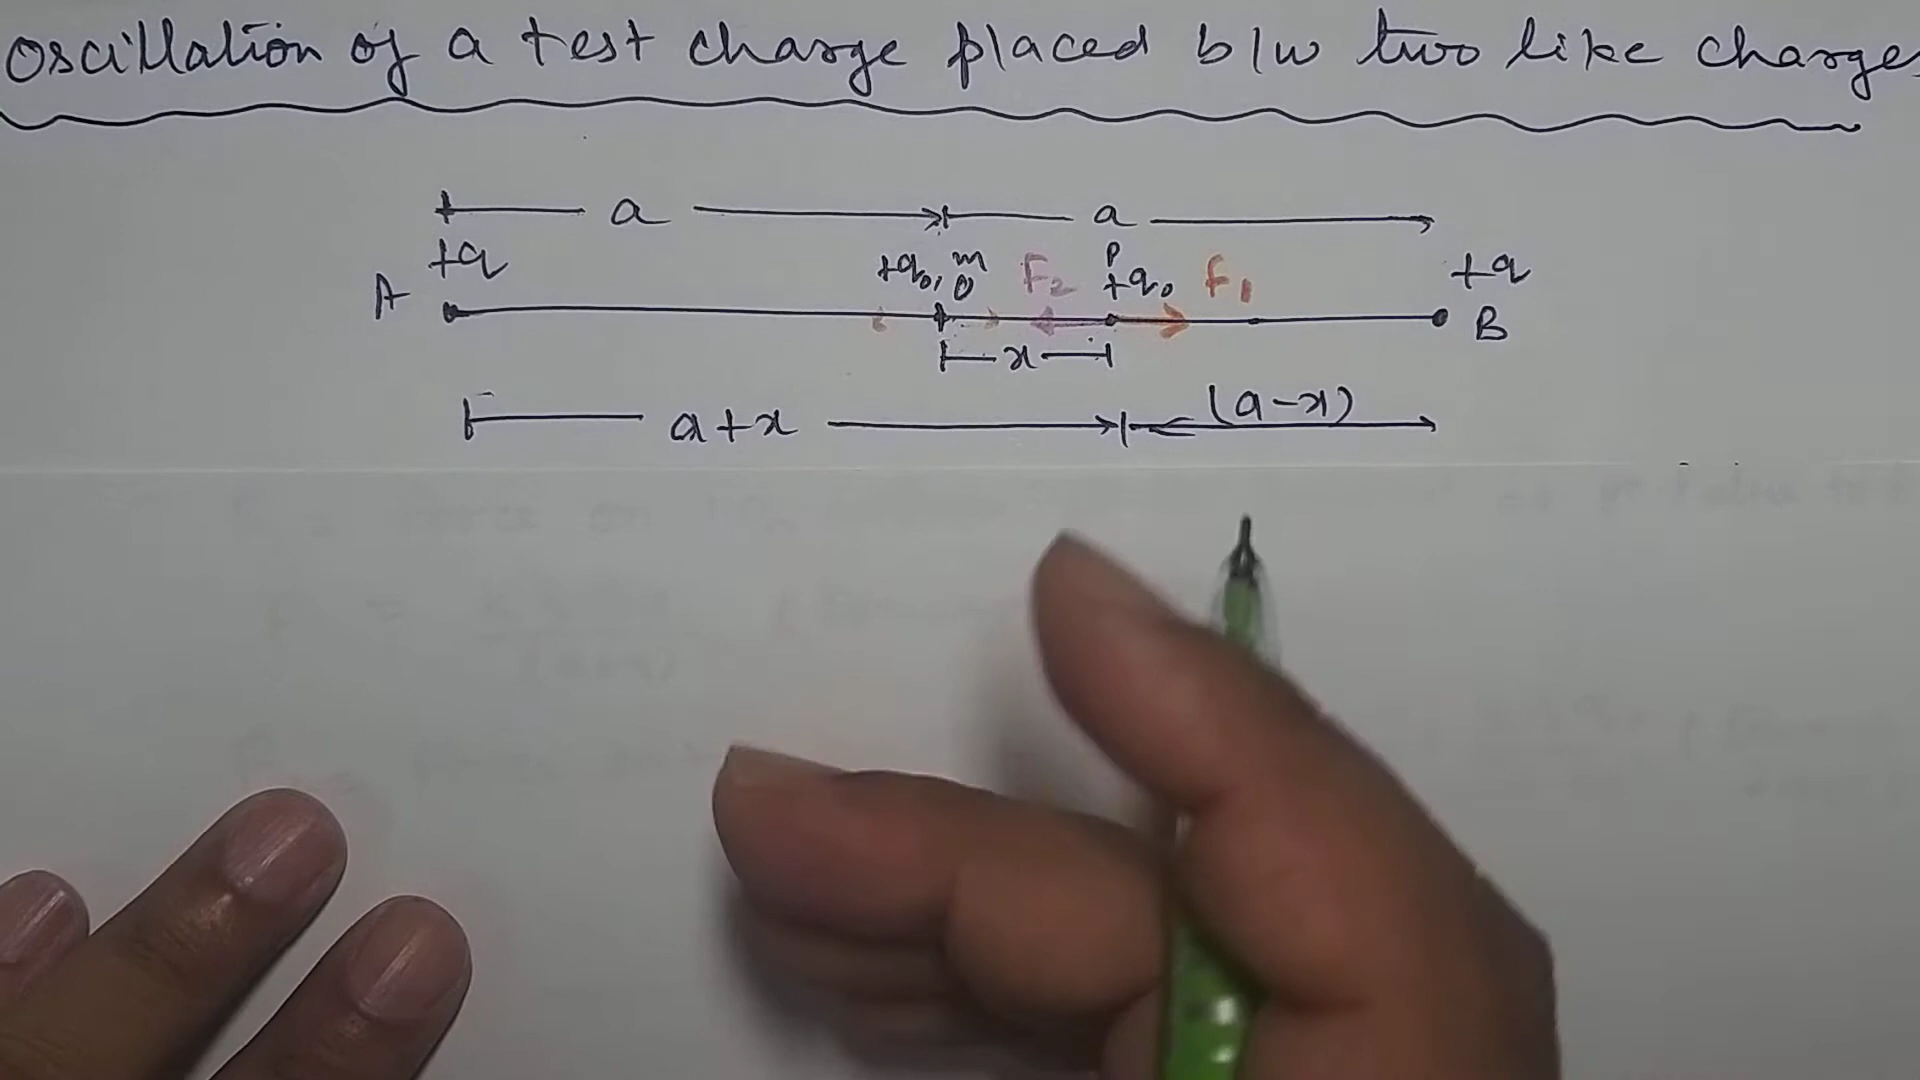 oscillation of a test charge placed b/w two like charges
a a
+q +q₀, m P +q
O F₂ +q₀ F₁
A B
x
a+x (a-x)